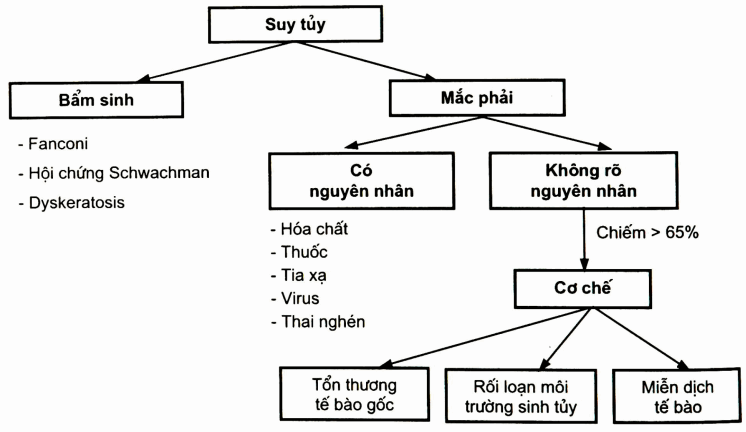 Suy tủy
Bẩm sinh
Mắc phải
- Fanconi
- Hội chứng Schwachman
- Dyskeratosis
Có
nguyên nhân
Không rõ
nguyên nhân
- Hóa chất
- Thuốc
- Tia xạ
- Virus
- Thai nghén
Chiếm > 65%
Cơ chế
Tổn thương
tế bào gốc
Rối loạn môi
trường sinh tủy
Miễn dịch
tế bào